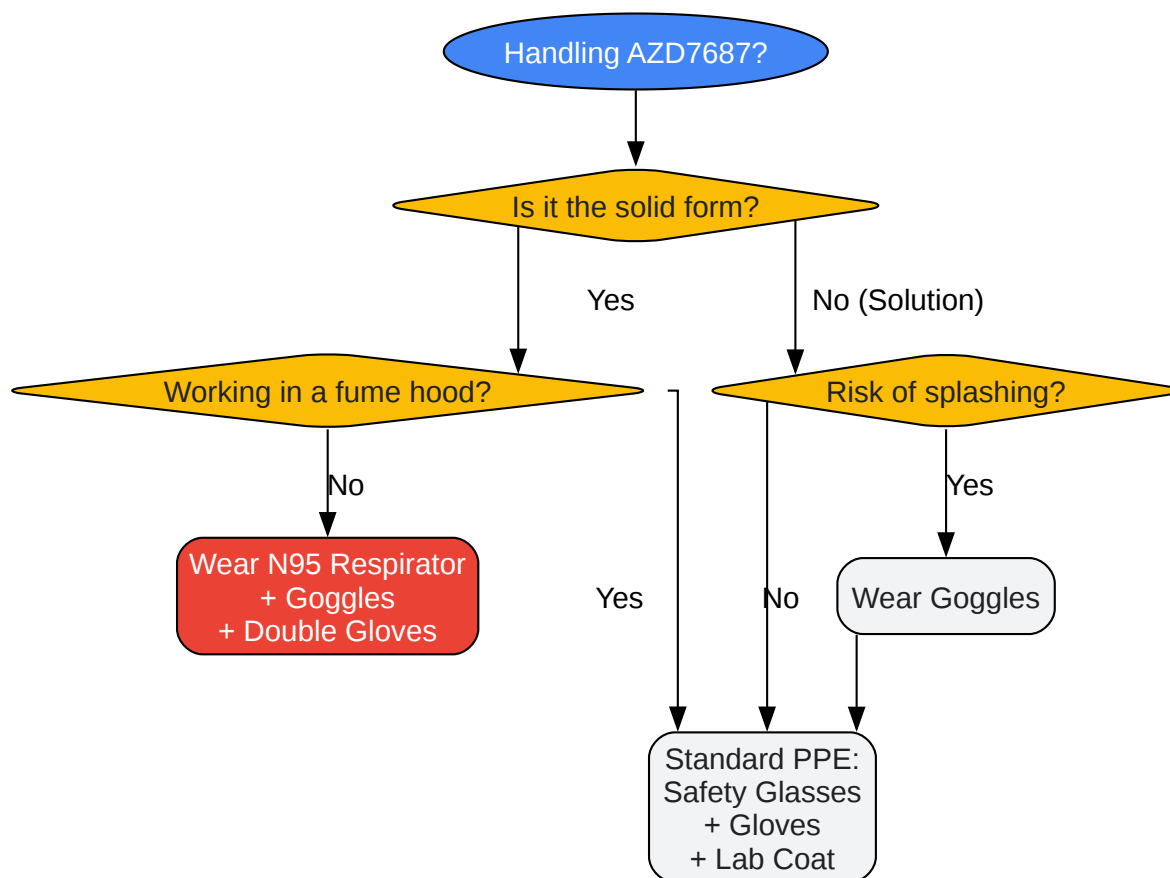 Handling AZD7687?
Is it the solid form?
Yes
No (Solution)
Working in a fume hood?
Risk of splashing?
No
Yes
Wear N95 Respirator
+ Goggles
+ Double Gloves
Yes
No
Wear Goggles
Standard PPE:
Safety Glasses
+ Gloves
+ Lab Coat